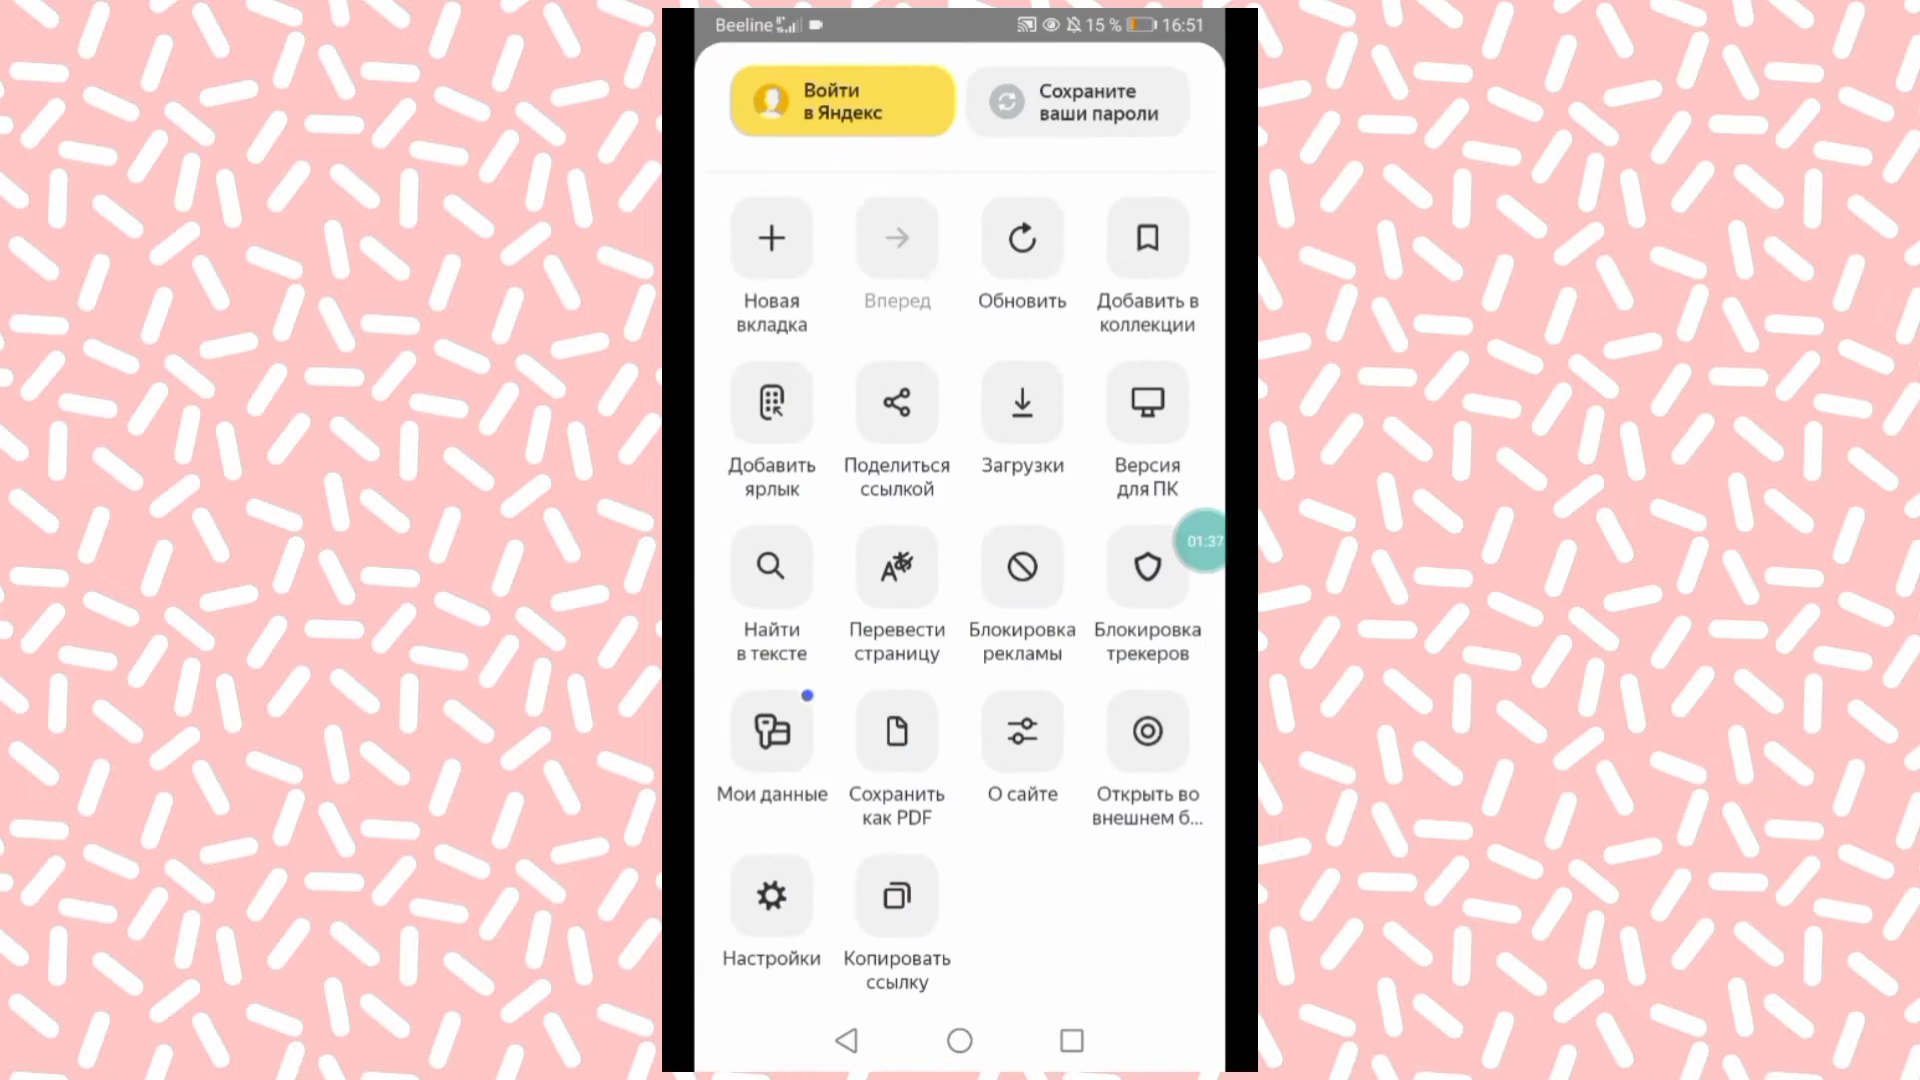 Beeline
15 %
16:51
Войти
в Яндекс
Сохраните
ваши пароли
Новая
вкладка
Вперед
Обновить
Добавить в
коллекции
Добавить
ярлык
Поделиться
ссылкой
Загрузки
Версия
для ПК
01:37
Найти
в тексте
Перевести
страницу
Блокировка
рекламы
Блокировка
трекеров
Мои данные
Сохранить
как PDF
О сайте
Открыть во
внешнем б...
Настройки
Копировать
ссылку